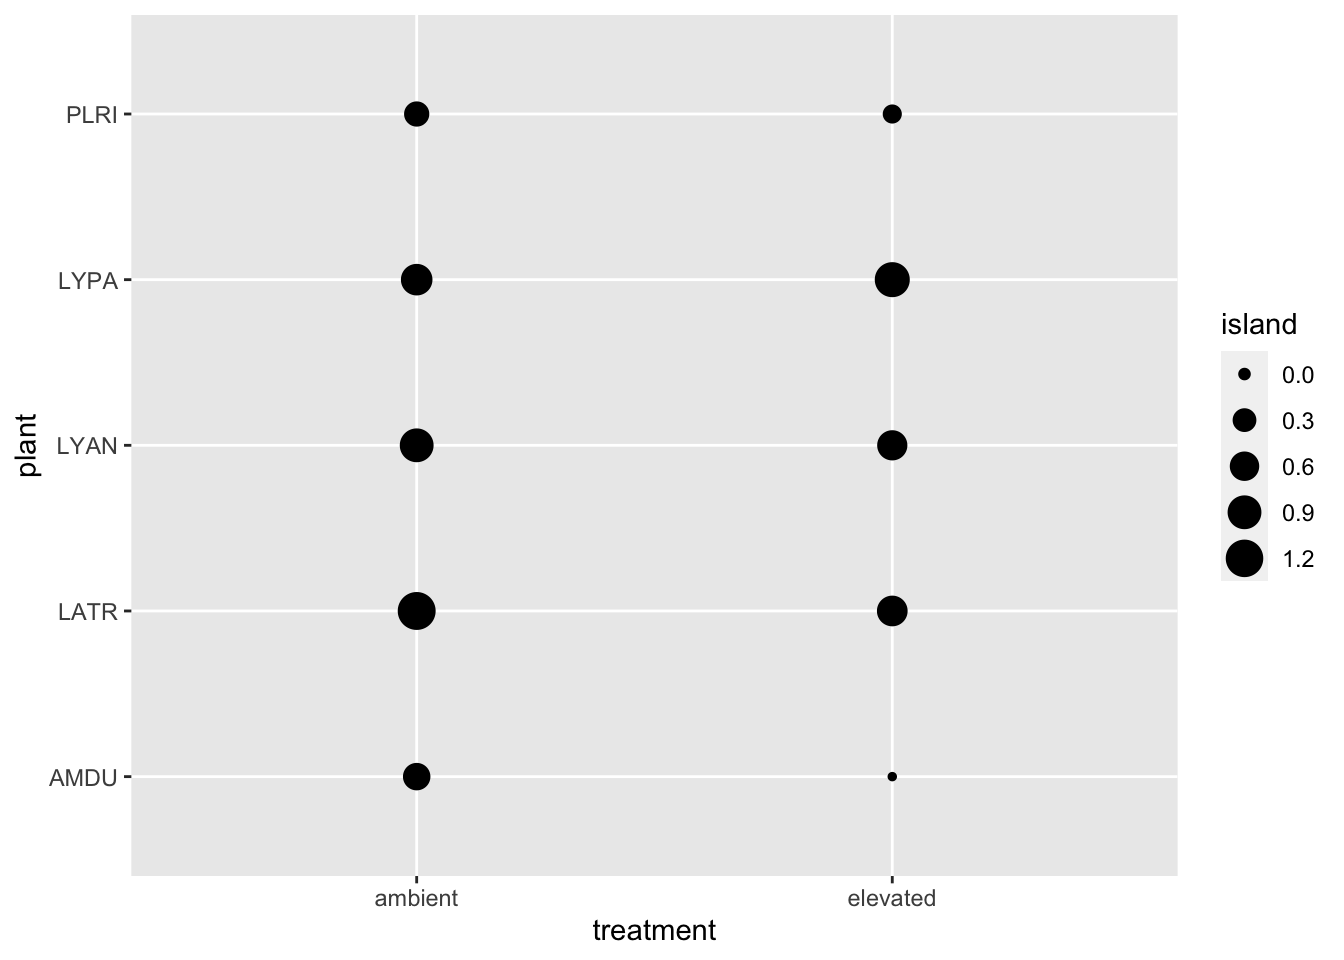 PLRI
LYPA
LYAN
LATR
AMDU
plant
ambient
elevated
treatment
island
0.0
0.3
0.6
0.9
1.2